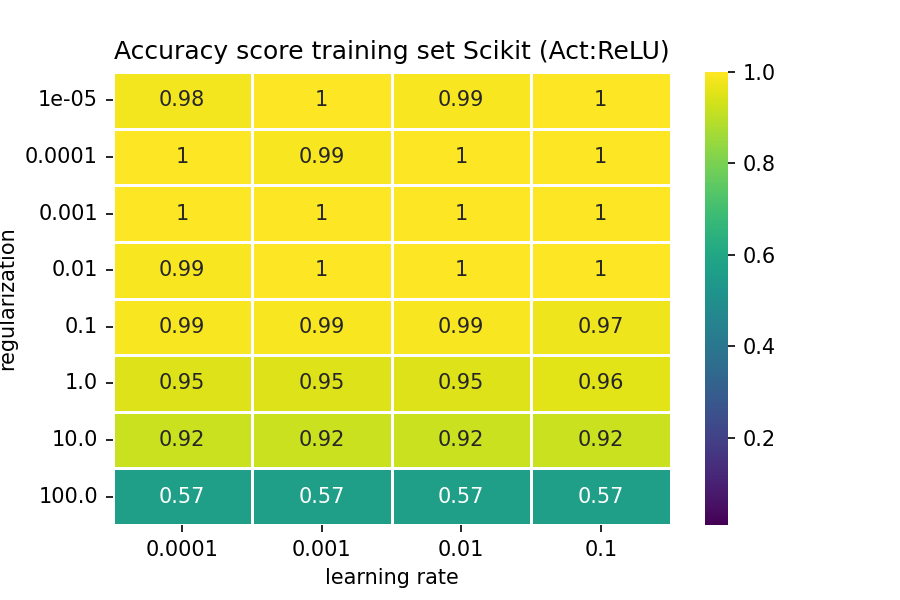 Accuracy score training set Scikit (Act:ReLU)
1e-05 0.98 1 0.99 1
0.0001 1 0.99 1 1
0.001 1 1 1 1
0.01 0.99 1 1 1
0.1 0.99 0.99 0.99 0.97
1.0 0.95 0.95 0.95 0.96
10.0 0.92 0.92 0.92 0.92
100.0 0.57 0.57 0.57 0.57
0.0001 0.001 0.01 0.1
learning rate
regularization
1.0
0.8
0.6
0.4
0.2